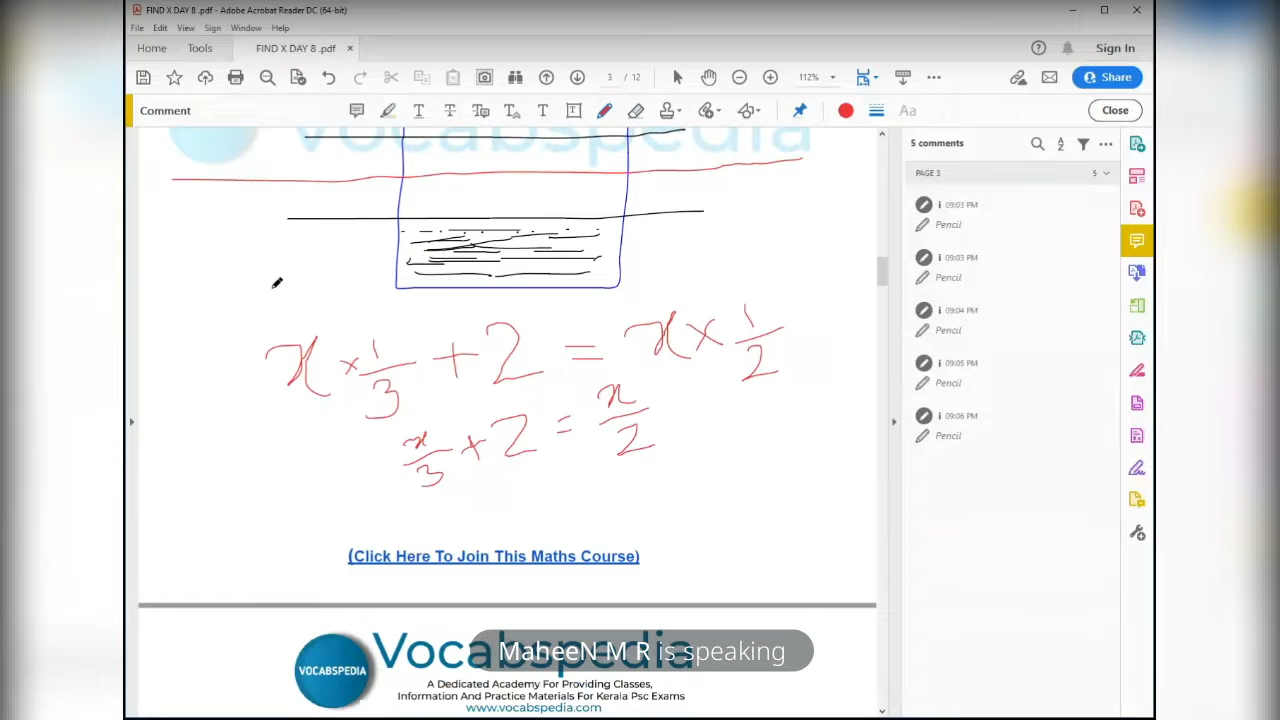 FIND X DAY 8 .pdf - Adobe Acrobat Reader DC (64-bit)
File Edit View Sign Window Help
Home Tools FIND X DAY 8 .pdf × Sign In
3 / 12 112% Share
Comment Aa Close
Vocabspedia
5 comments
PAGE 3 5
i 09:03 PM
Pencil
i 09:03 PM
Pencil
i 09:04 PM
Pencil
i 09:05 PM
Pencil
i 09:06 PM
Pencil
x × 1/3 + 2 = x × 1/2
x/3 + 2 = x/2
(Click Here To Join This Maths Course)
VOCABSPEDIA
Vocabspedia
MaheeN M R is speaking
A Dedicated Academy For Providing Classes,
Information And Practice Materials For Kerala Psc Exams
www.vocabspedia.com